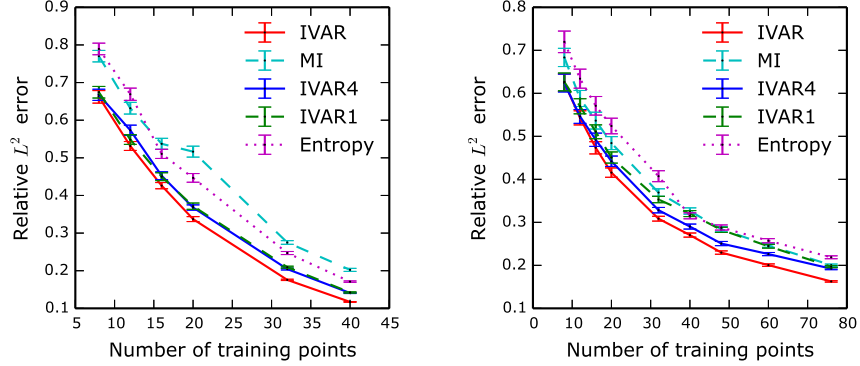 0.9
0.8
0.7
0.6
0.5
0.4
0.3
0.2
0.1
Relative L² error
5 10 15 20 25 30 35 40 45
Number of training points
IVAR
MI
IVAR4
IVAR1
Entropy
0.8
0.7
0.6
0.5
0.4
0.3
0.2
0.1
Relative L² error
0 10 20 30 40 50 60 70 80
Number of training points
IVAR
MI
IVAR4
IVAR1
Entropy